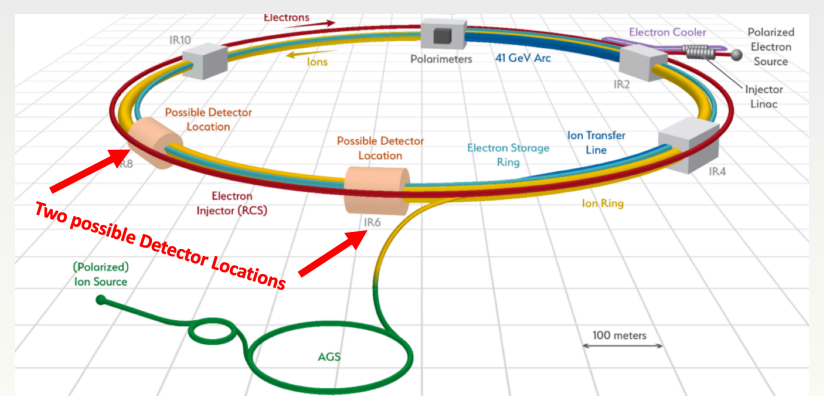 Electrons
IR10
Ions
Polarimeters
41 GeV Arc
Electron Cooler
Polarized
Electron
Source
IR2
Injector
Linac
Possible Detector
Location
R8
Possible Detector
Location
Electron Storage
Ring
Ion Transfer
Line
IR4
Electron
Injector (RCS)
IR6
Ion Ring
Two possible Detector Locations
(Polarized)
Ion Source
AGS
100 meters